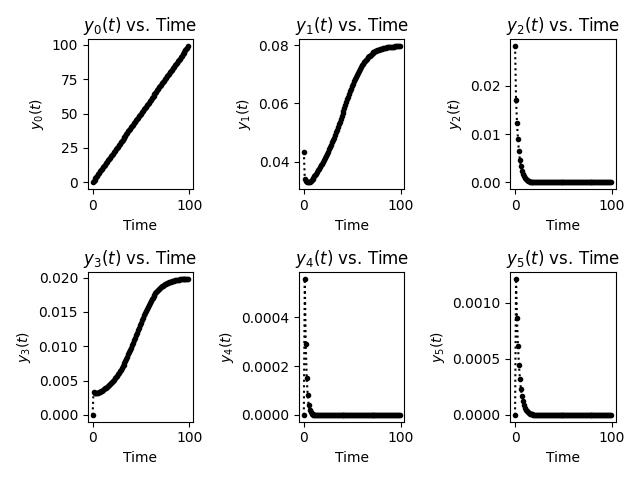 y₀(t) vs. Time
y₁(t) vs. Time
y₂(t) vs. Time
100
75
50
25
0
y₀(t)
0
100
Time
0.08
0.06
0.04
y₁(t)
0
100
Time
0.02
0.01
0.00
y₂(t)
0
100
Time
y₃(t) vs. Time
y₄(t) vs. Time
y₅(t) vs. Time
0.020
0.015
0.010
0.005
0.000
y₃(t)
0
100
Time
0.0004
0.0002
0.0000
y₄(t)
0
100
Time
0.0010
0.0005
0.0000
y₅(t)
0
100
Time